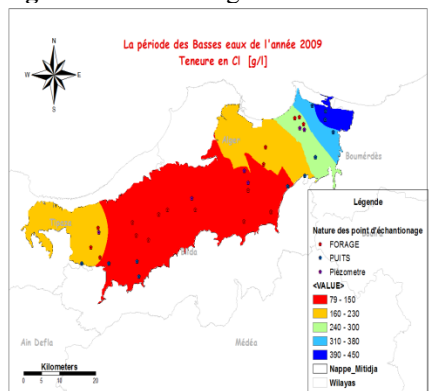 La période des Basses eaux de l'année 2009
Teneure en Cl [g/l]
N
W
E
S
Alger
Boumérdés
Tipaza
Blida
Ain Defla
Médéa
Légende
Nature des point d'échantionage
FORAGE
PUITS
Piézometre
<VALUE>
79 - 150
160 - 230
240 - 300
310 - 380
390 - 450
Nappe_Mitidja
Wilayas
Kilometers
0 5 10 20